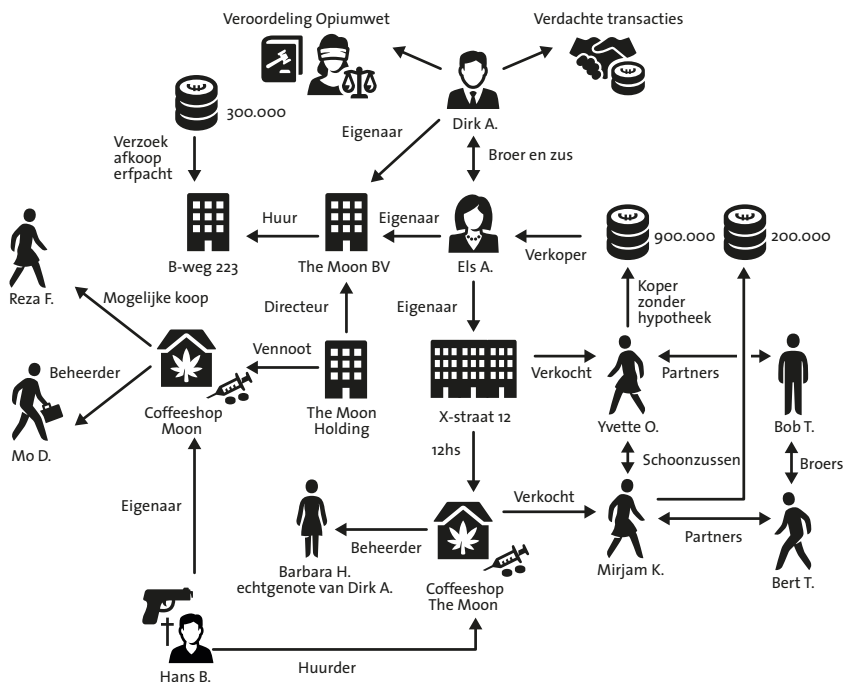 Veroordeling Opiumwet
Verdachte transacties
300.000
Dirk A.
Eigenaar
Verzoek
afkoop
erfpacht
Broer en zus
Huur
Eigenaar
Verkoper
900.000
200.000
B-weg 223
The Moon BV
Els A.
Koper
zonder
hypotheek
Reza F.
Mogelijke koop
Directeur
Eigenaar
Beheerder
Vennoot
Verkocht
Partners
Coffeeshop
Moon
The Moon
Holding
X-straat 12
Yvette O.
Bob T.
Mo D.
12hs
Schoonzussen
Broers
Eigenaar
Verkocht
Beheerder
Partners
Barbara H.
echtgenote van Dirk A.
Coffeeshop
The Moon
Mirjam K.
Bert T.
Huurder
Hans B.